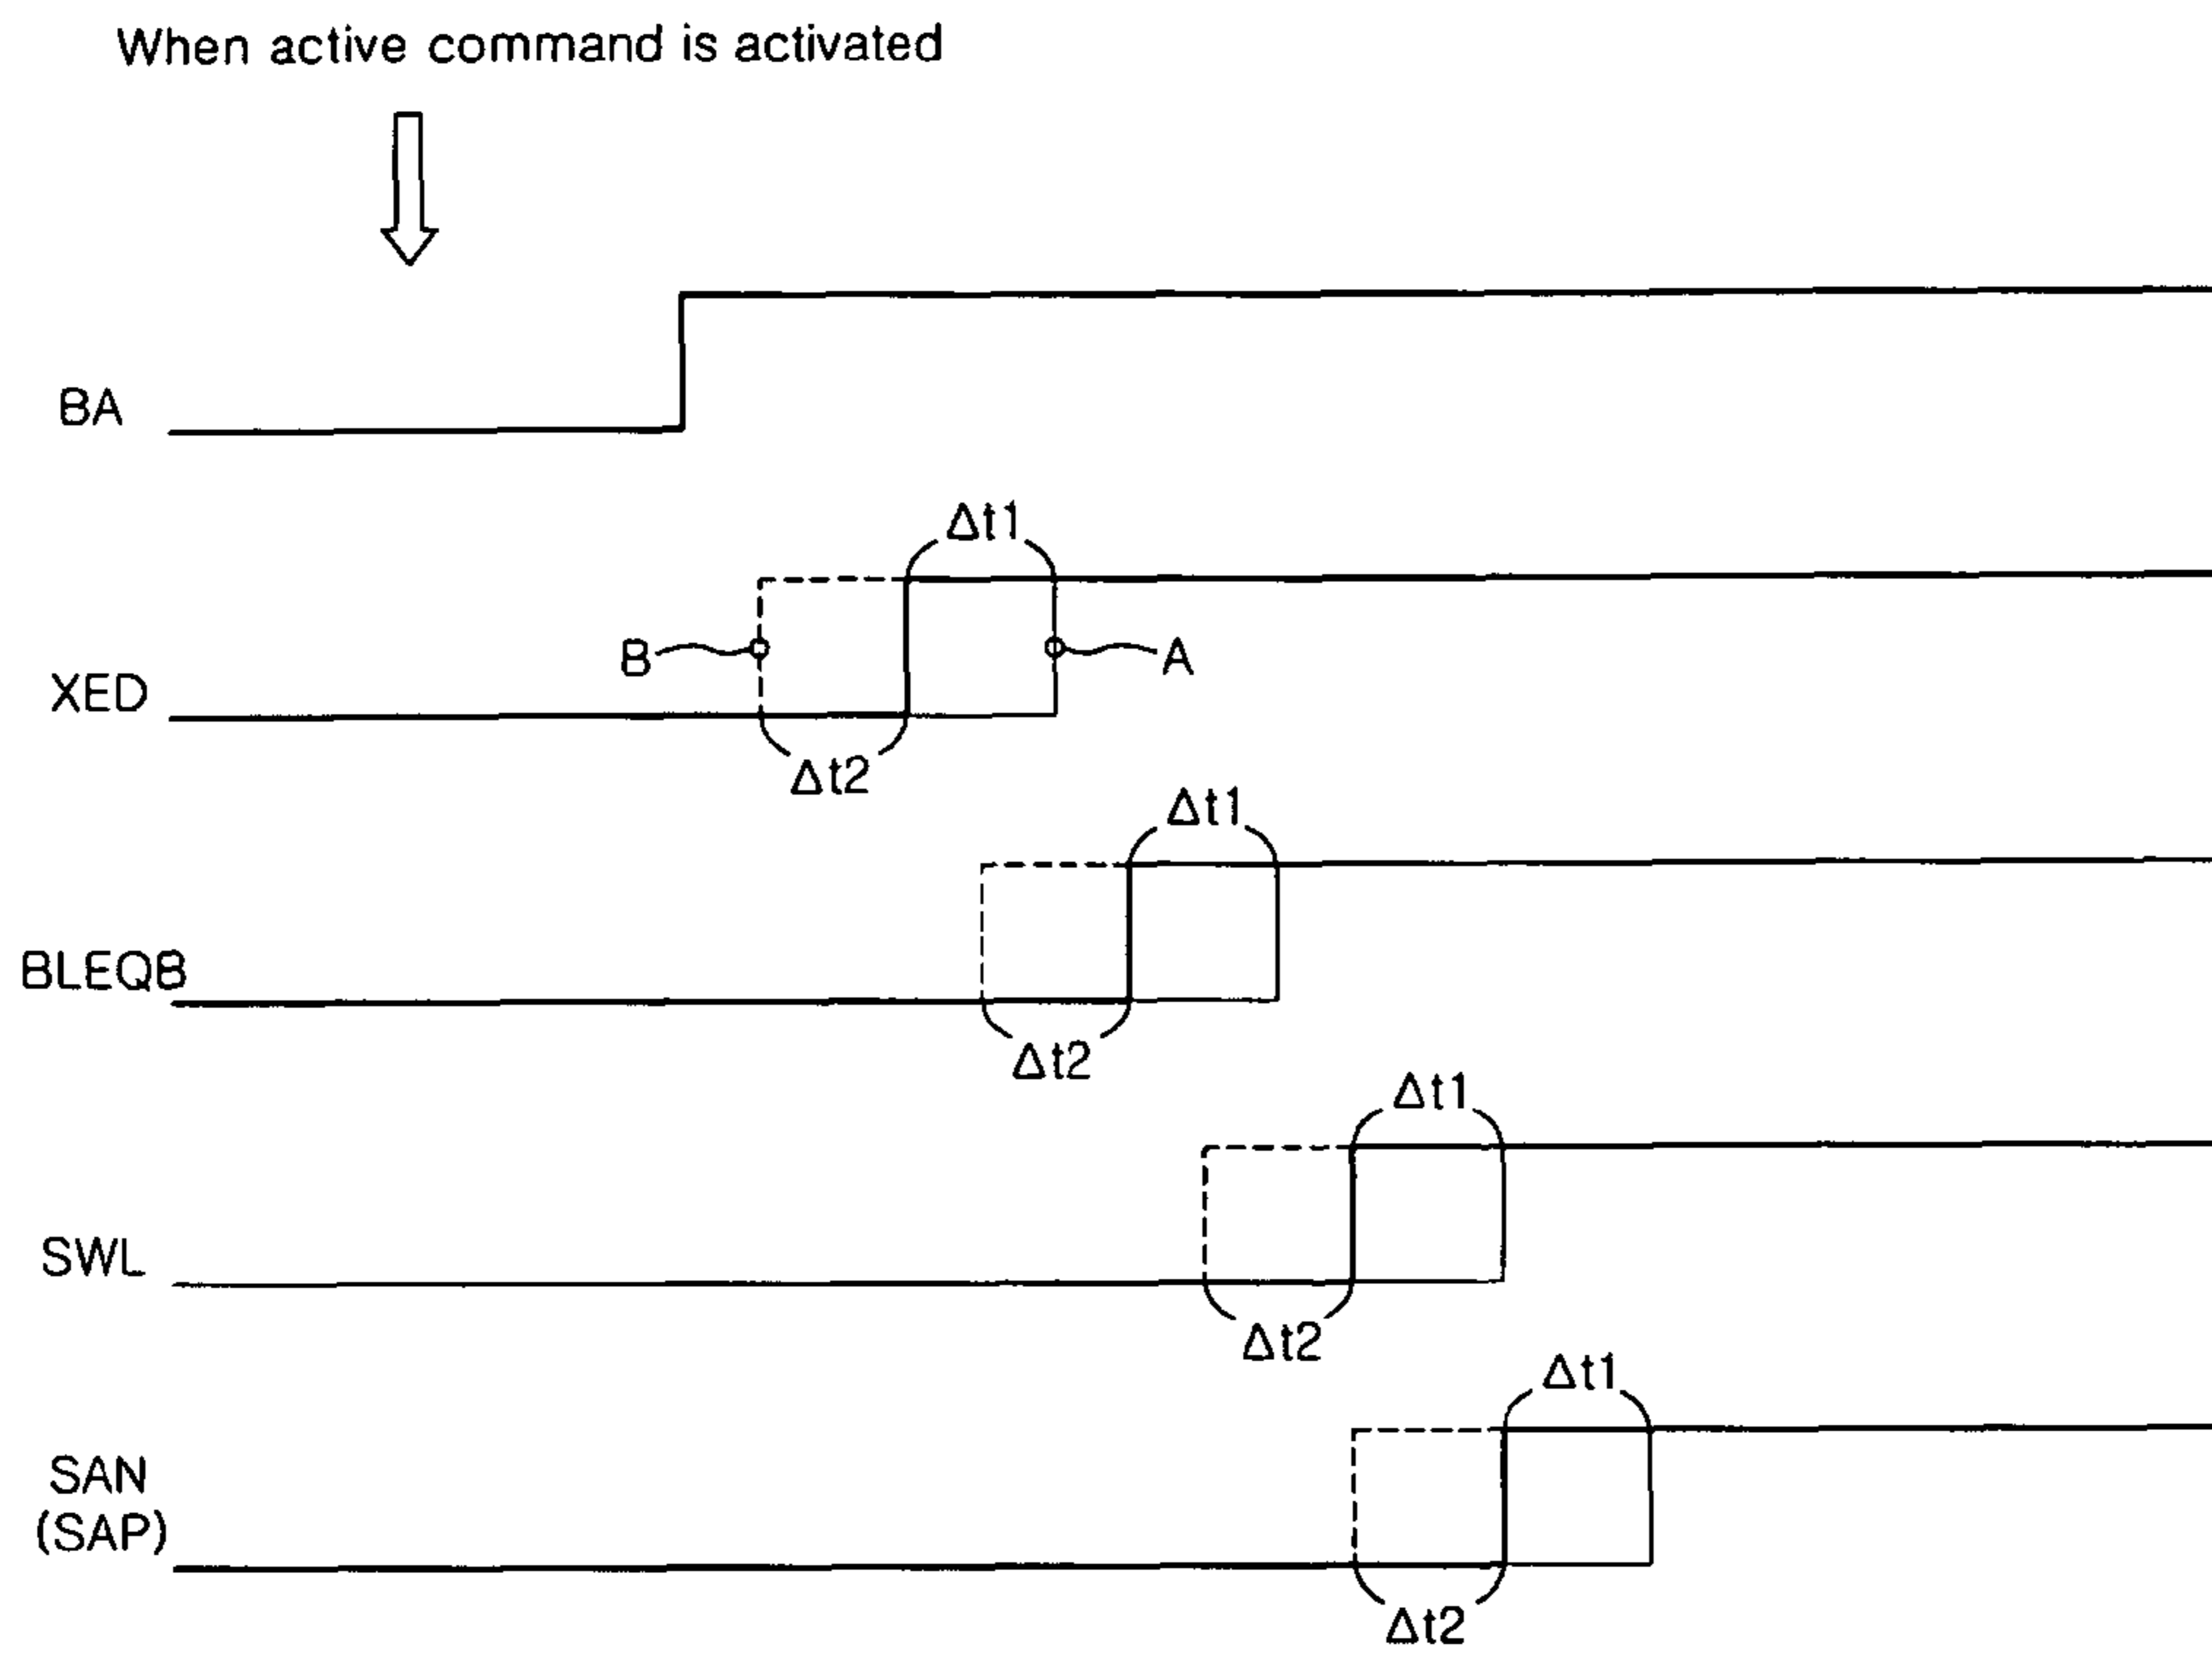 When active command is activated
BA
Δt1
B
A
XED
Δt2
Δt1
BLEQB
Δt2
Δt1
SWL
Δt2
Δt1
SAN
(SAP)
Δt2